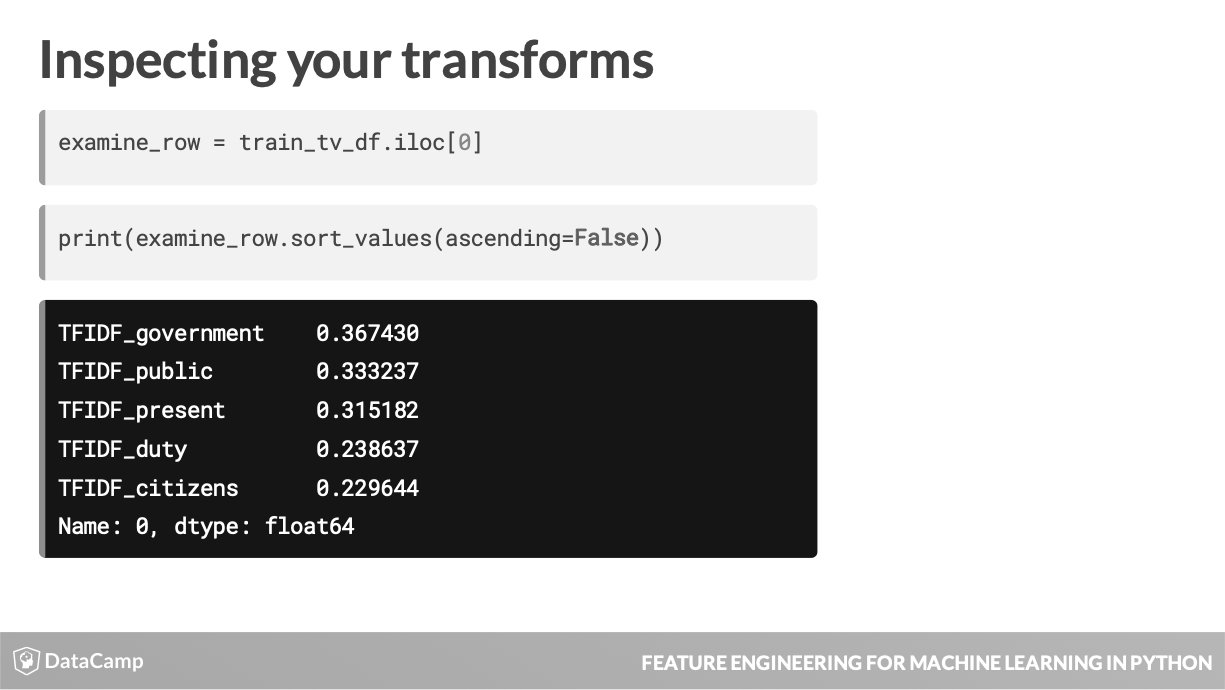 Inspecting your transforms
examine_row = train_tv_df.iloc[0]
print(examine_row.sort_values(ascending=False))
TFIDF_government    0.367430
TFIDF_public        0.333237
TFIDF_present       0.315182
TFIDF_duty          0.238637
TFIDF_citizens      0.229644
Name: 0, dtype: float64
DataCamp
FEATURE ENGINEERING FOR MACHINE LEARNING IN PYTHON